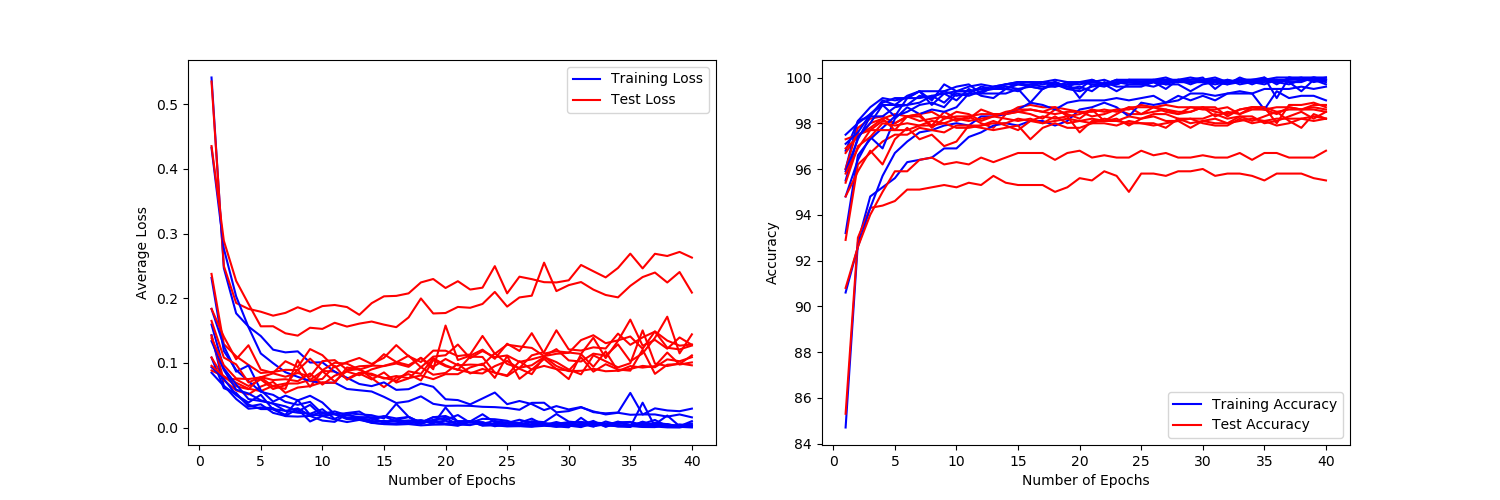 Training Loss
Test Loss
0.5
0.4
0.3
0.2
0.1
0.0
Average Loss
0 5 10 15 20 25 30 35 40
Number of Epochs
100
98
96
94
92
90
88
86
84
Accuracy
Training Accuracy
Test Accuracy
0 5 10 15 20 25 30 35 40
Number of Epochs